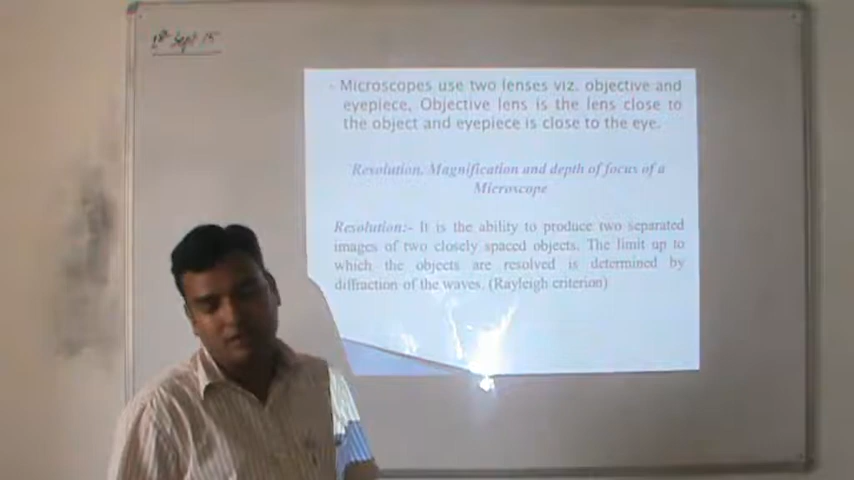 1st Sept 15
Microscopes use two lenses viz. objective and
eyepiece, Objective lens is the lens close to
the object and eyepiece is close to the eye.
Resolution, Magnification and depth of focus of a
Microscope
Resolution:- It is the ability to produce two separated
images of two closely spaced objects. The limit up to
which the objects are resolved is determined by
diffraction of the waves. (Rayleigh criterion)